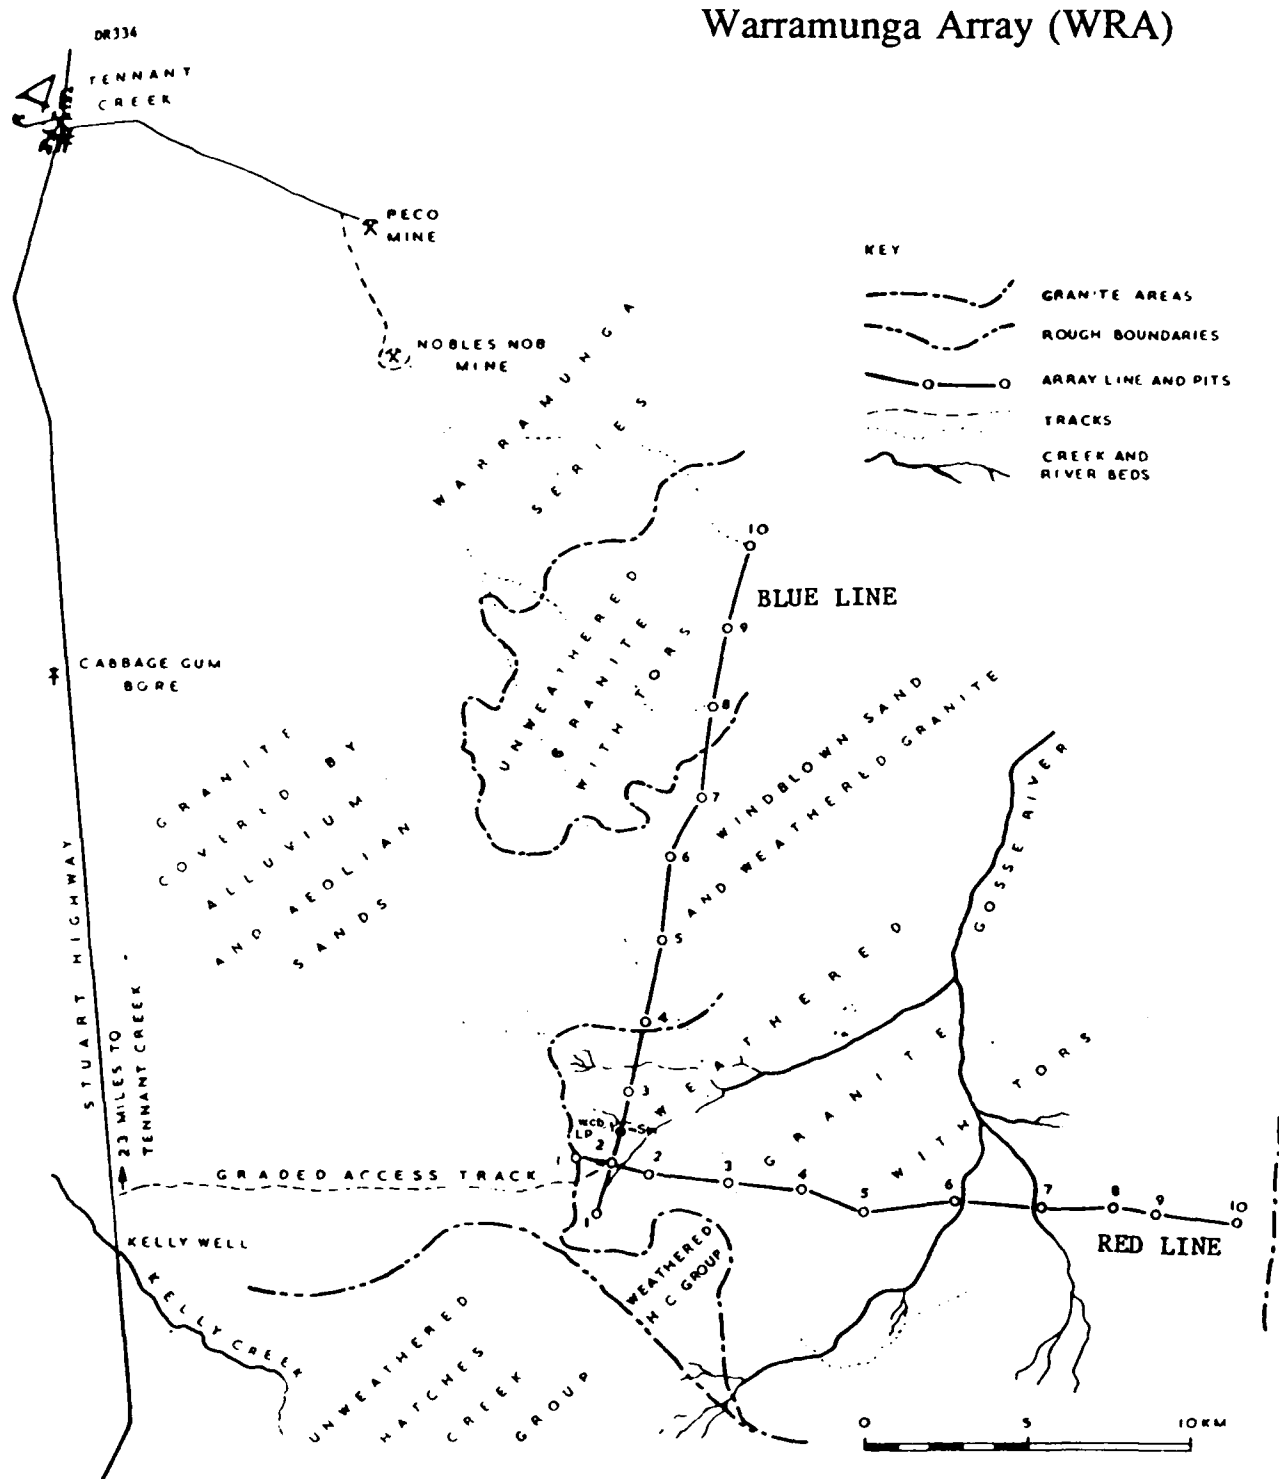 Warramunga Array (WRA)
DR334
TENNANT
CREEK
PECO
MINE
NOBLES NOB
MINE
KEY
GRANITE AREAS
ROUGH BOUNDARIES
ARRAY LINE AND PITS
TRACKS
CREEK AND
RIVER BEDS
WARRAMUNGA
SERIES
10
BLUE LINE
9
8
7
6
5
4
3
2
1
UNWEATHERED
GRANITE
WITH TORS
CABBAGE GUM
BORE
GRANITE
COVERED BY
ALLUVIUM
AND AEOLIAN
SANDS
WINDBLOWN SAND
AND WEATHERED GRANITE
GOSSE RIVER
WEATHERED
GRANITE
WITH TORS
STUART HIGHWAY
23 MILES TO
TENNANT CREEK
W.C.D.
L.P.
GRADED ACCESS TRACK
1
2
3
4
5
6
7
8
9
10
RED LINE
KELLY WELL
KELLY CREEK
WEATHERED
H C GROUP
UNWEATHERED
HATCHES
CREEK
GROUP
0 5 10 KM